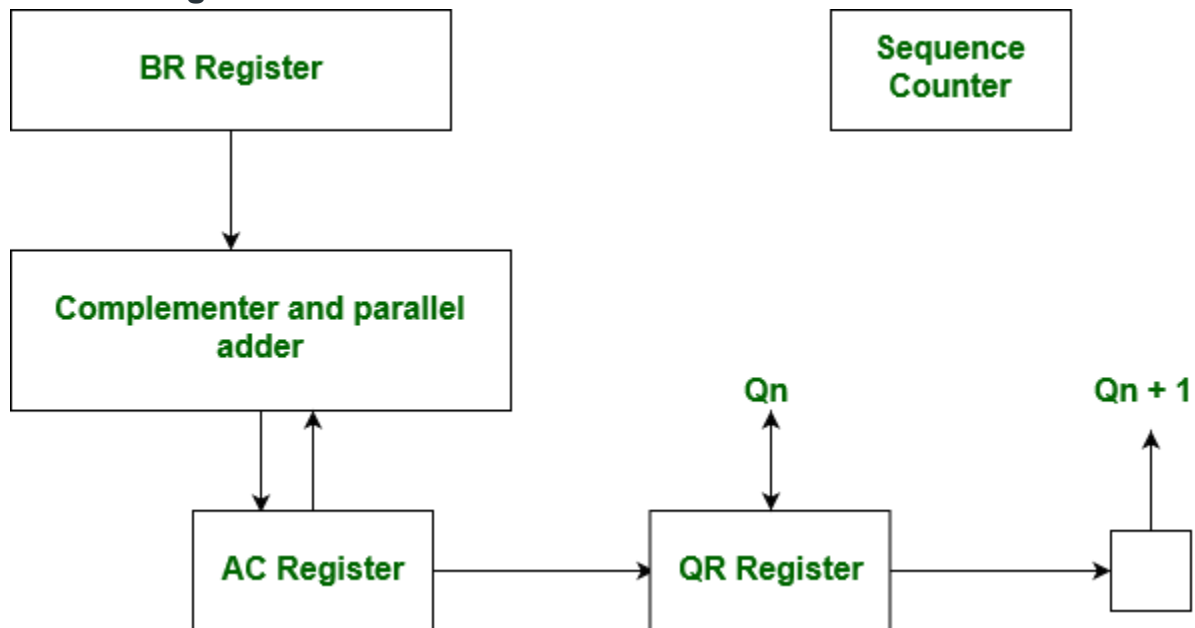 BR Register
Sequence
Counter
Complementer and parallel
adder
Qn
Qn + 1
AC Register
QR Register